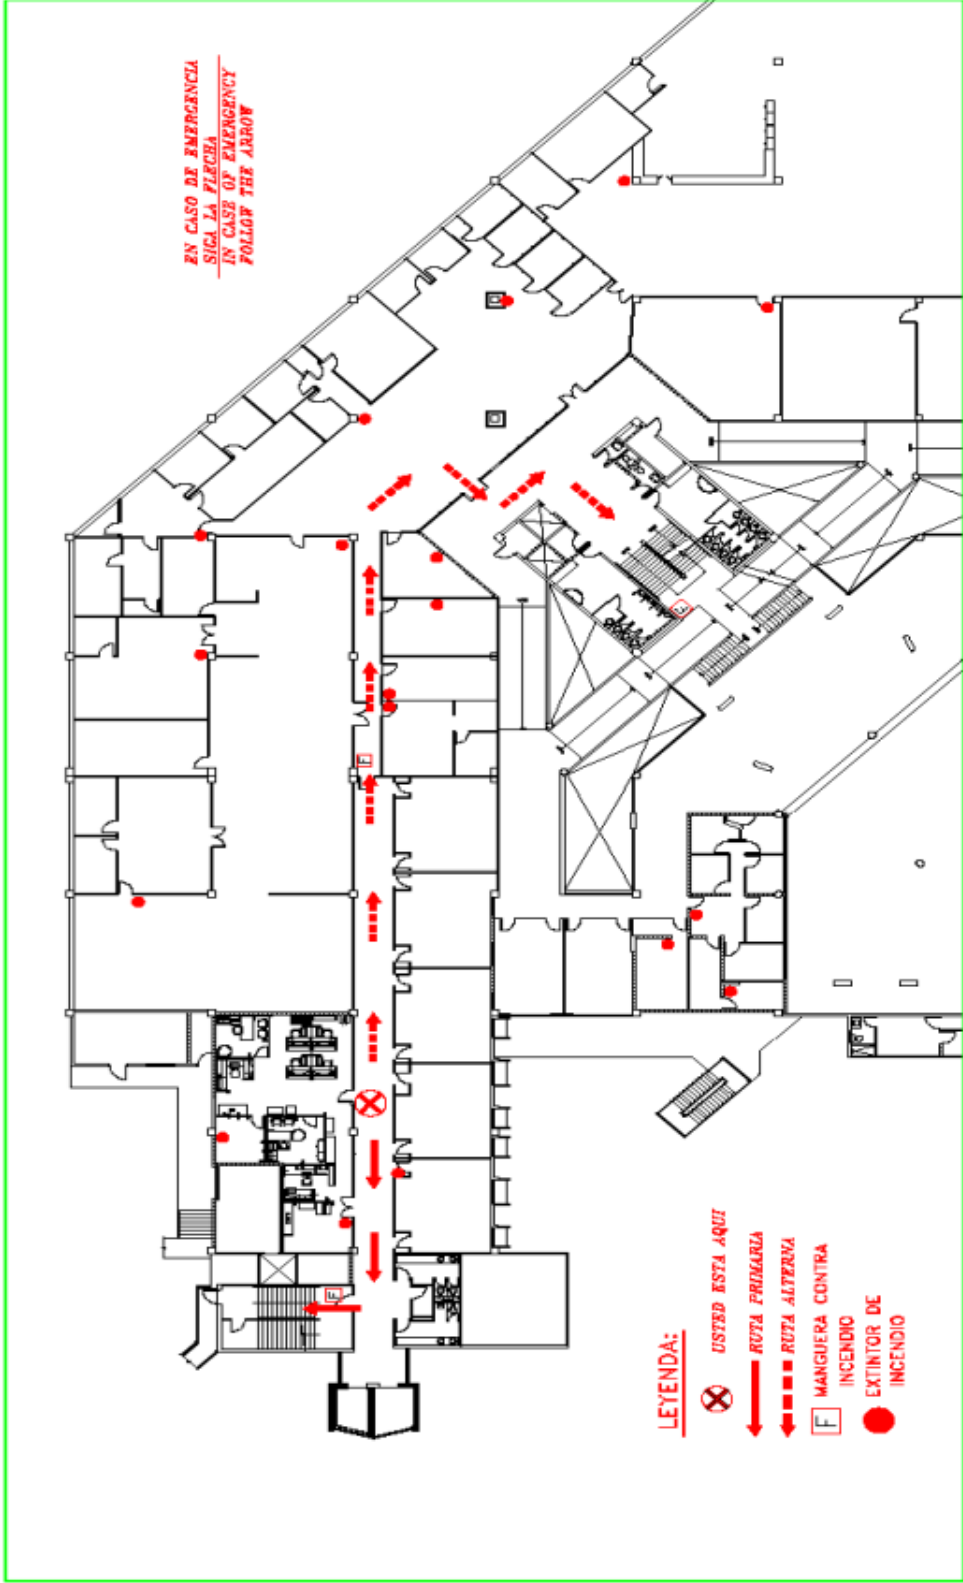 EN CASO DE EMERGENCIA
SIGA LA FLECHA
IN CASE OF EMERGENCY
FOLLOW THE ARROW
F
F
F
LEYENDA:
USTED ESTA AQUI
RUTA PRIMARIA
RUTA ALTERNA
F MANGUERA CONTRA
INCENDIO
EXTINTOR DE
INCENDIO